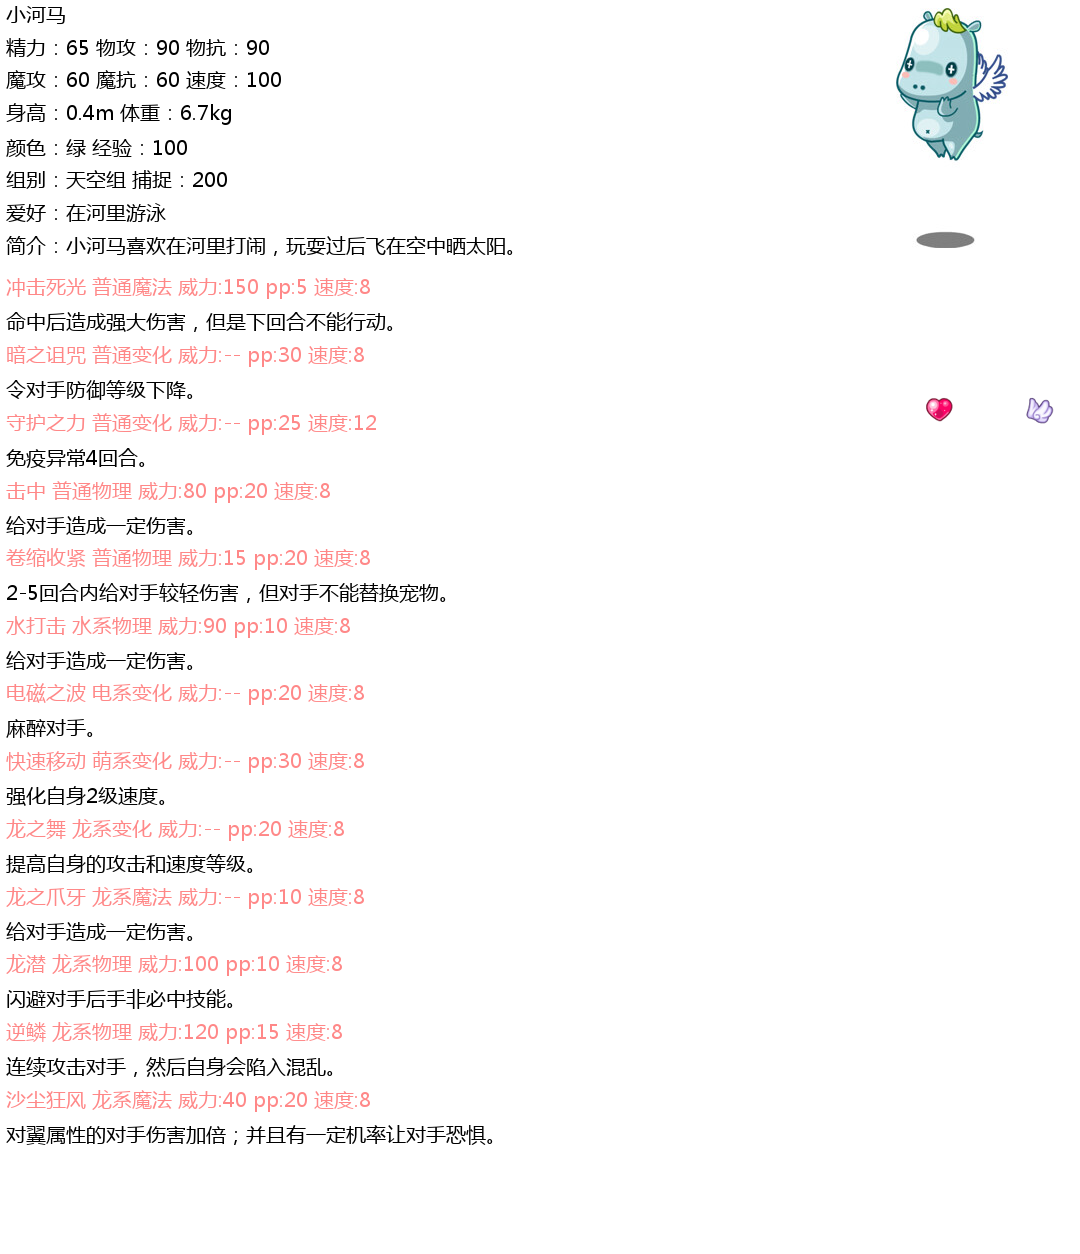 小河马
精力：65 物攻：90 物抗：90
魔攻：60 魔抗：60 速度：100
身高：0.4m 体重：6.7kg
颜色：绿 经验：100
组别：天空组 捕捉：200
爱好：在河里游泳
简介：小河马喜欢在河里打闹，玩耍过后飞在空中晒太阳。
冲击死光 普通魔法 威力:150 pp:5 速度:8
命中后造成强大伤害，但是下回合不能行动。
暗之诅咒 普通变化 威力:-- pp:30 速度:8
令对手防御等级下降。
守护之力 普通变化 威力:-- pp:25 速度:12
免疫异常4回合。
击中 普通物理 威力:80 pp:20 速度:8
给对手造成一定伤害。
卷缩收紧 普通物理 威力:15 pp:20 速度:8
2-5回合内给对手较轻伤害，但对手不能替换宠物。
水打击 水系物理 威力:90 pp:10 速度:8
给对手造成一定伤害。
电磁之波 电系变化 威力:-- pp:20 速度:8
麻醉对手。
快速移动 萌系变化 威力:-- pp:30 速度:8
强化自身2级速度。
龙之舞 龙系变化 威力:-- pp:20 速度:8
提高自身的攻击和速度等级。
龙之爪牙 龙系魔法 威力:-- pp:10 速度:8
给对手造成一定伤害。
龙潜 龙系物理 威力:100 pp:10 速度:8
闪避对手后手非必中技能。
逆鳞 龙系物理 威力:120 pp:15 速度:8
连续攻击对手，然后自身会陷入混乱。
沙尘狂风 龙系魔法 威力:40 pp:20 速度:8
对翼属性的对手伤害加倍；并且有一定机率让对手恐惧。